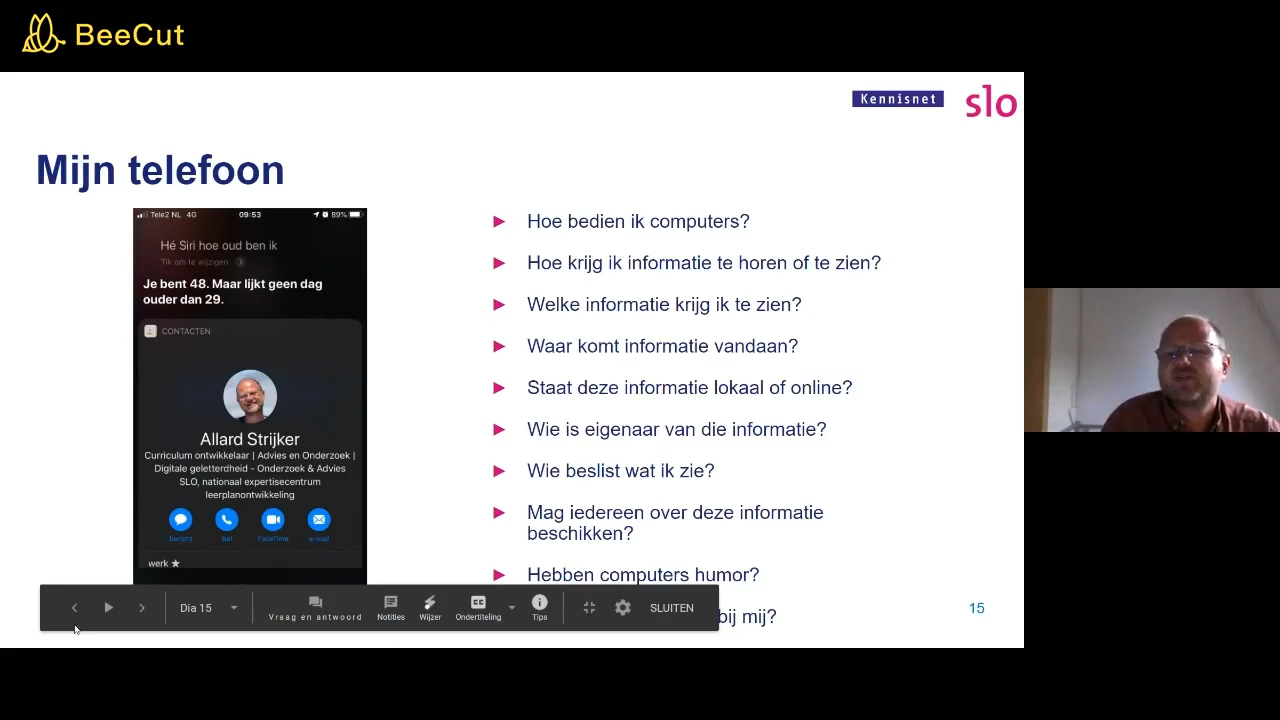 BeeCut
Kennisnet
slo
Mijn telefoon
Tele2 NL 4G 09:53 89%
Hé Siri hoe oud ben ik
Tik om te wijzigen
Je bent 48. Maar lijkt geen dag
ouder dan 29.
CONTACTEN
Allard Strijker
Curriculum ontwikkelaar | Advies en Onderzoek |
Digitale geletterdheid - Onderzoek & Advies
SLO, nationaal expertisecentrum
leerplanontwikkeling
bericht bel FaceTime e-mail
werk
Hoe bedien ik computers?
Hoe krijg ik informatie te horen of te zien?
Welke informatie krijg ik te zien?
Waar komt informatie vandaan?
Staat deze informatie lokaal of online?
Wie is eigenaar van die informatie?
Wie beslist wat ik zie?
Mag iedereen over deze informatie
beschikken?
Hebben computers humor?
bij mij?
15
Dia 15 Vraag en antwoord Notities Wijzer Ondertiteling Tips SLUITEN